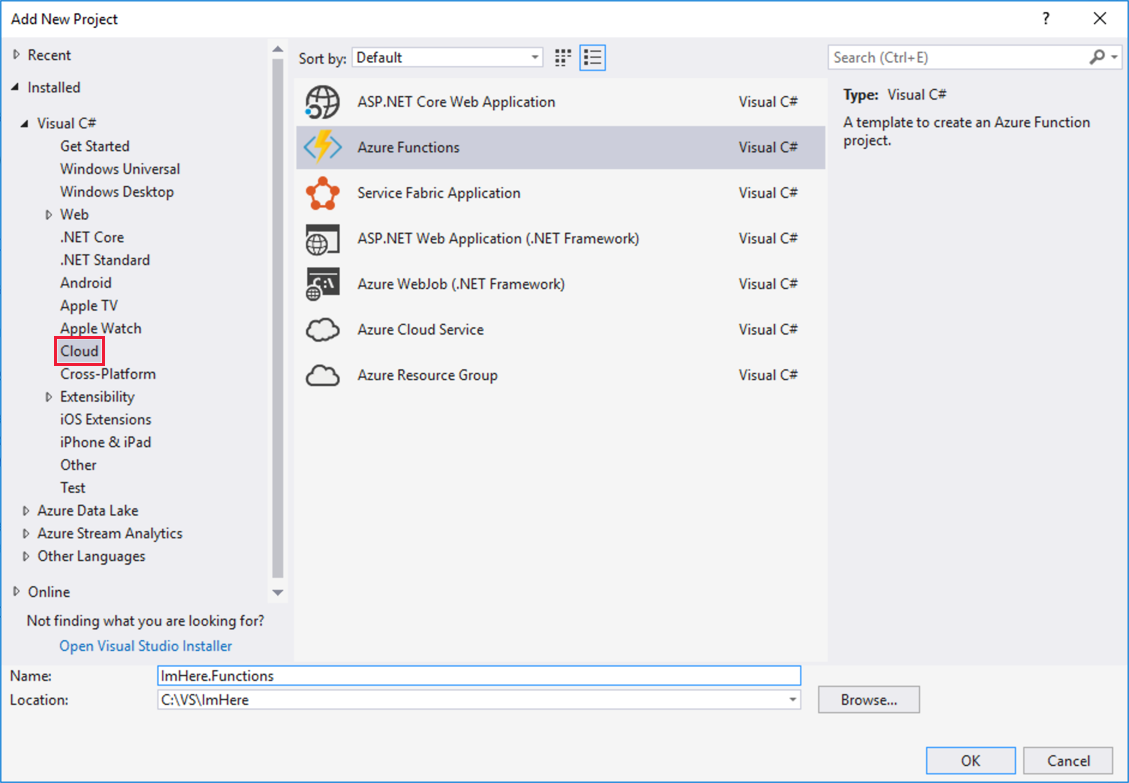 Add New Project
?
Recent
Installed
Visual C#
Get Started
Windows Universal
Windows Desktop
Web
.NET Core
.NET Standard
Android
Apple TV
Apple Watch
Cloud
Cross-Platform
Extensibility
iOS Extensions
iPhone & iPad
Other
Test
Azure Data Lake
Azure Stream Analytics
Other Languages
Online
Not finding what you are looking for?
Open Visual Studio Installer
Sort by: Default
ASP.NET Core Web Application Visual C#
Azure Functions Visual C#
Service Fabric Application Visual C#
ASP.NET Web Application (.NET Framework) Visual C#
Azure WebJob (.NET Framework) Visual C#
Azure Cloud Service Visual C#
Azure Resource Group Visual C#
Search (Ctrl+E)
Type: Visual C#
A template to create an Azure Function
project.
Name: ImHere.Functions
Location: C:\VS\ImHere
Browse...
OK Cancel